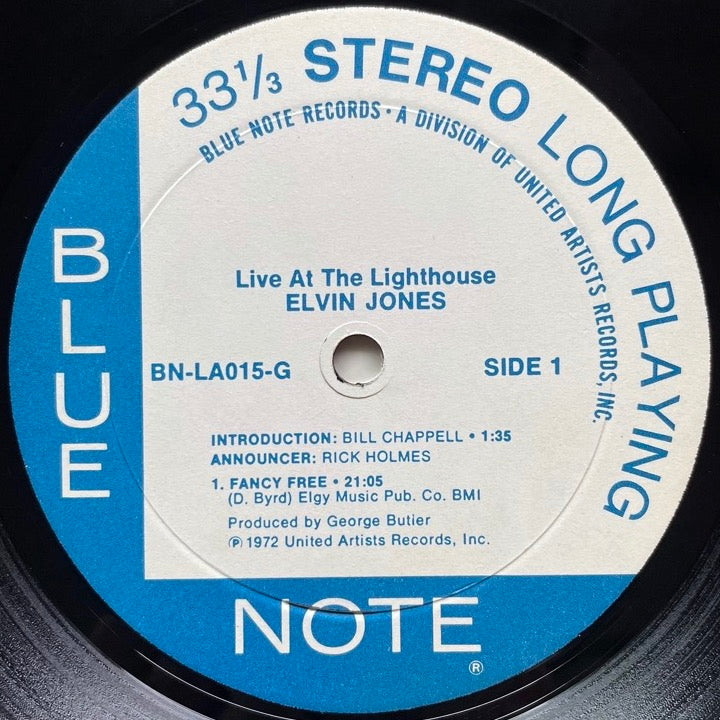 33⅓ STEREO LONG PLAYING
BLUE NOTE RECORDS • A DIVISION OF UNITED ARTISTS RECORDS, INC.
BLUE
Live At The Lighthouse
ELVIN JONES
BN-LA015-G
SIDE 1
INTRODUCTION: BILL CHAPPELL • 1:35
ANNOUNCER: RICK HOLMES
1. FANCY FREE • 21:05
(D. Byrd) Elgy Music Pub. Co. BMI
Produced by George Butier
℗ 1972 United Artists Records, Inc.
NOTE
®